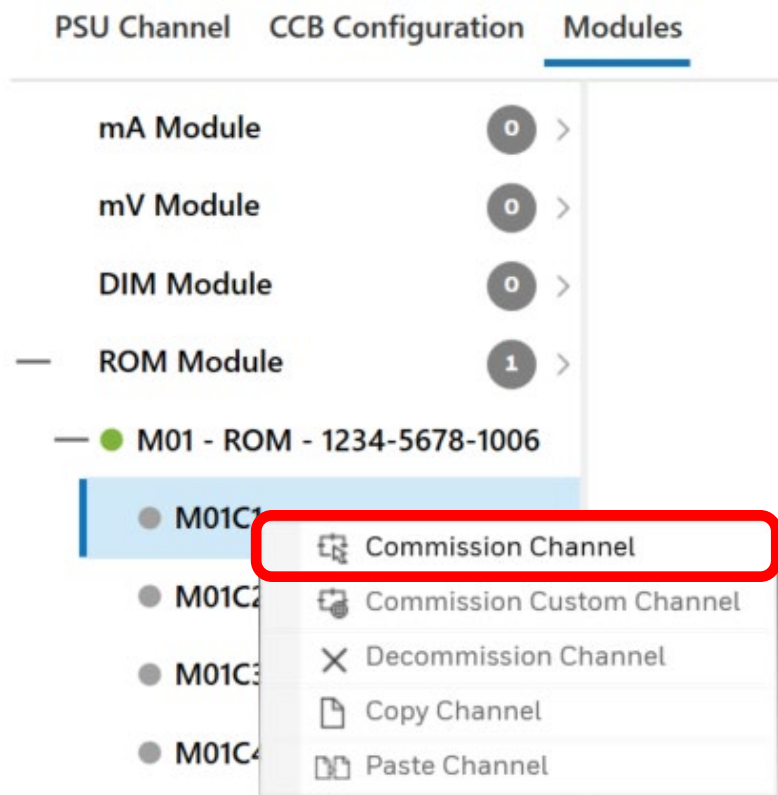 PSU Channel CCB Configuration Modules
mA Module 0
mV Module 0
DIM Module 0
ROM Module 1
M01 - ROM - 1234-5678-1006
M01C1
Commission Channel
M01C2
Commission Custom Channel
Decommission Channel
M01C3
Copy Channel
M01C4
Paste Channel